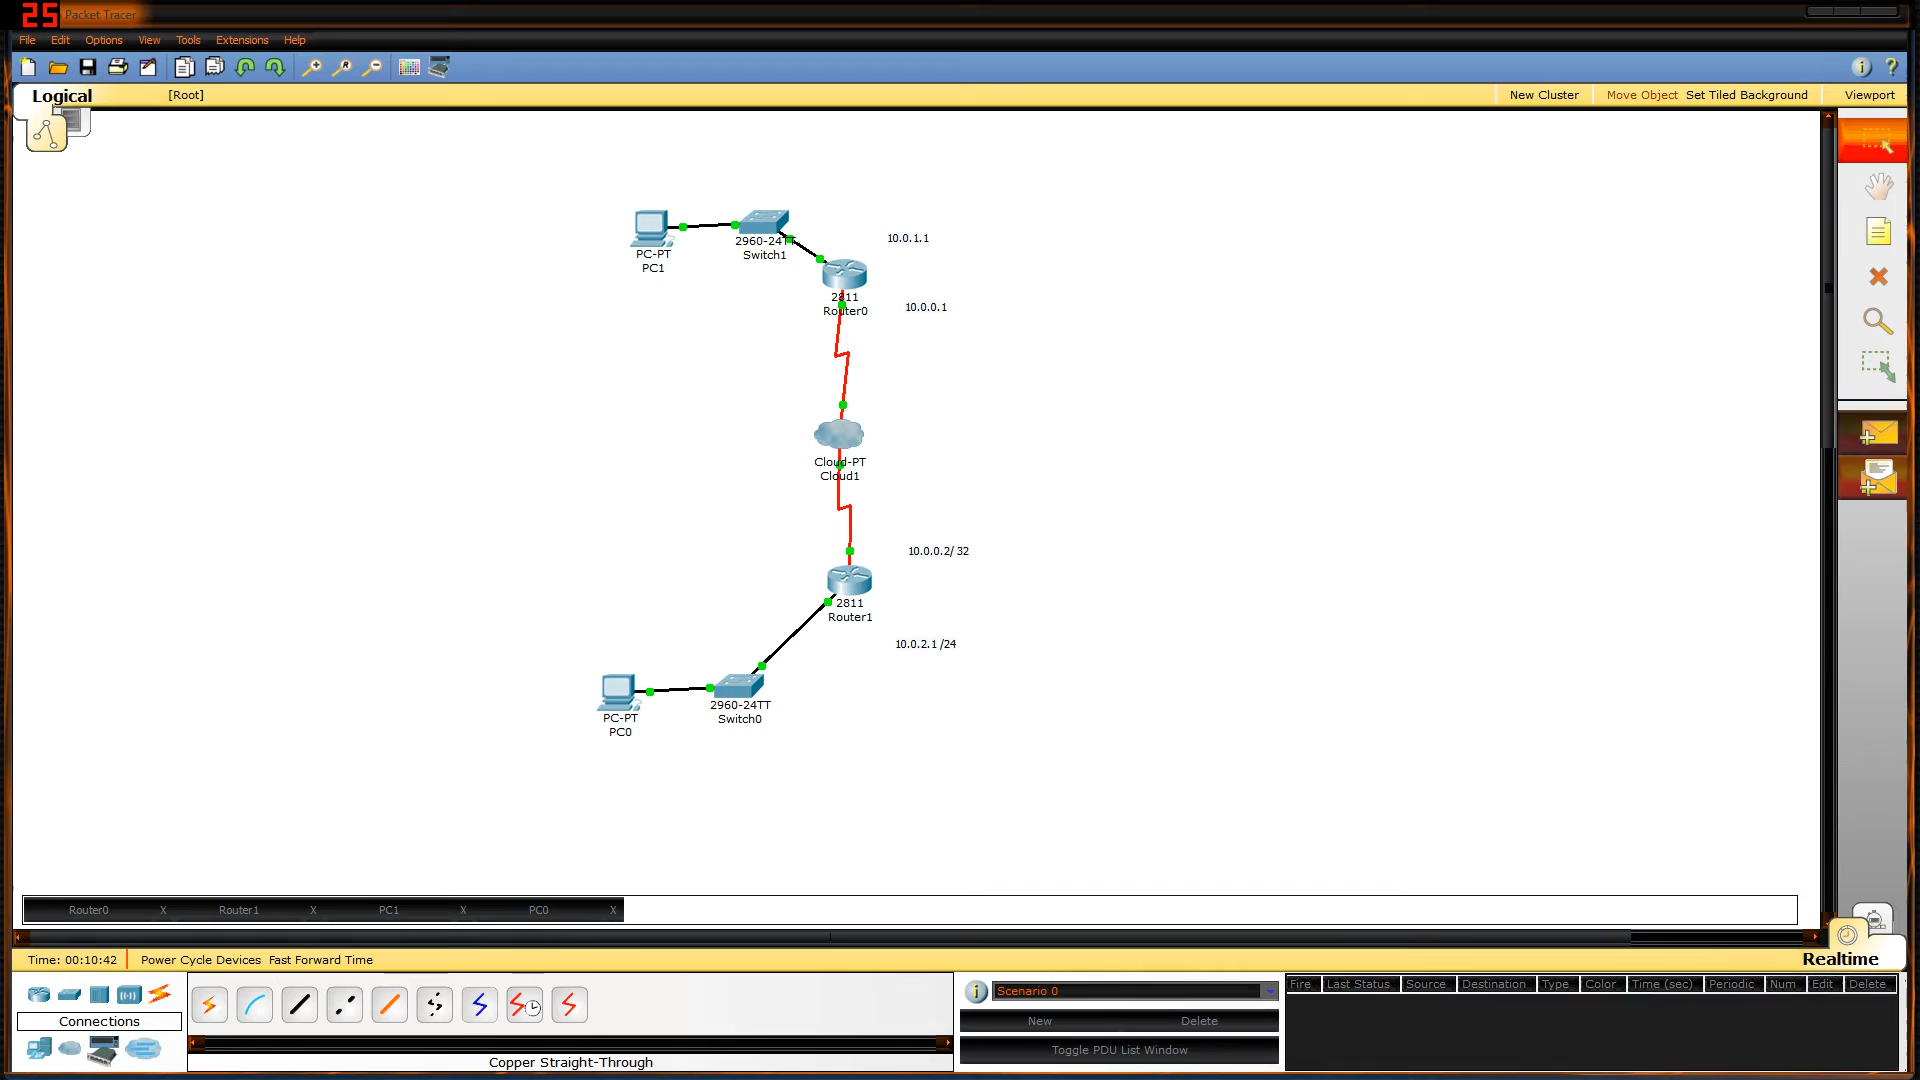 25
Packet Tracer
File Edit Options View Tools Extensions Help
Logical [Root] New Cluster Move Object Set Tiled Background Viewport
PC-PT
PC1
2960-24TT
Switch1
10.0.1.1
2811
Router0
10.0.0.1
Cloud-PT
Cloud1
10.0.0.2/ 32
2811
Router1
10.0.2.1 /24
PC-PT
PC0
2960-24TT
Switch0
Router0 X Router1 X PC1 X PC0 X
Time: 00:10:42 Power Cycle Devices Fast Forward Time Realtime
Connections
Copper Straight-Through
Scenario 0
New Delete
Toggle PDU List Window
Fire Last Status Source Destination Type Color Time (sec) Periodic Num Edit Delete